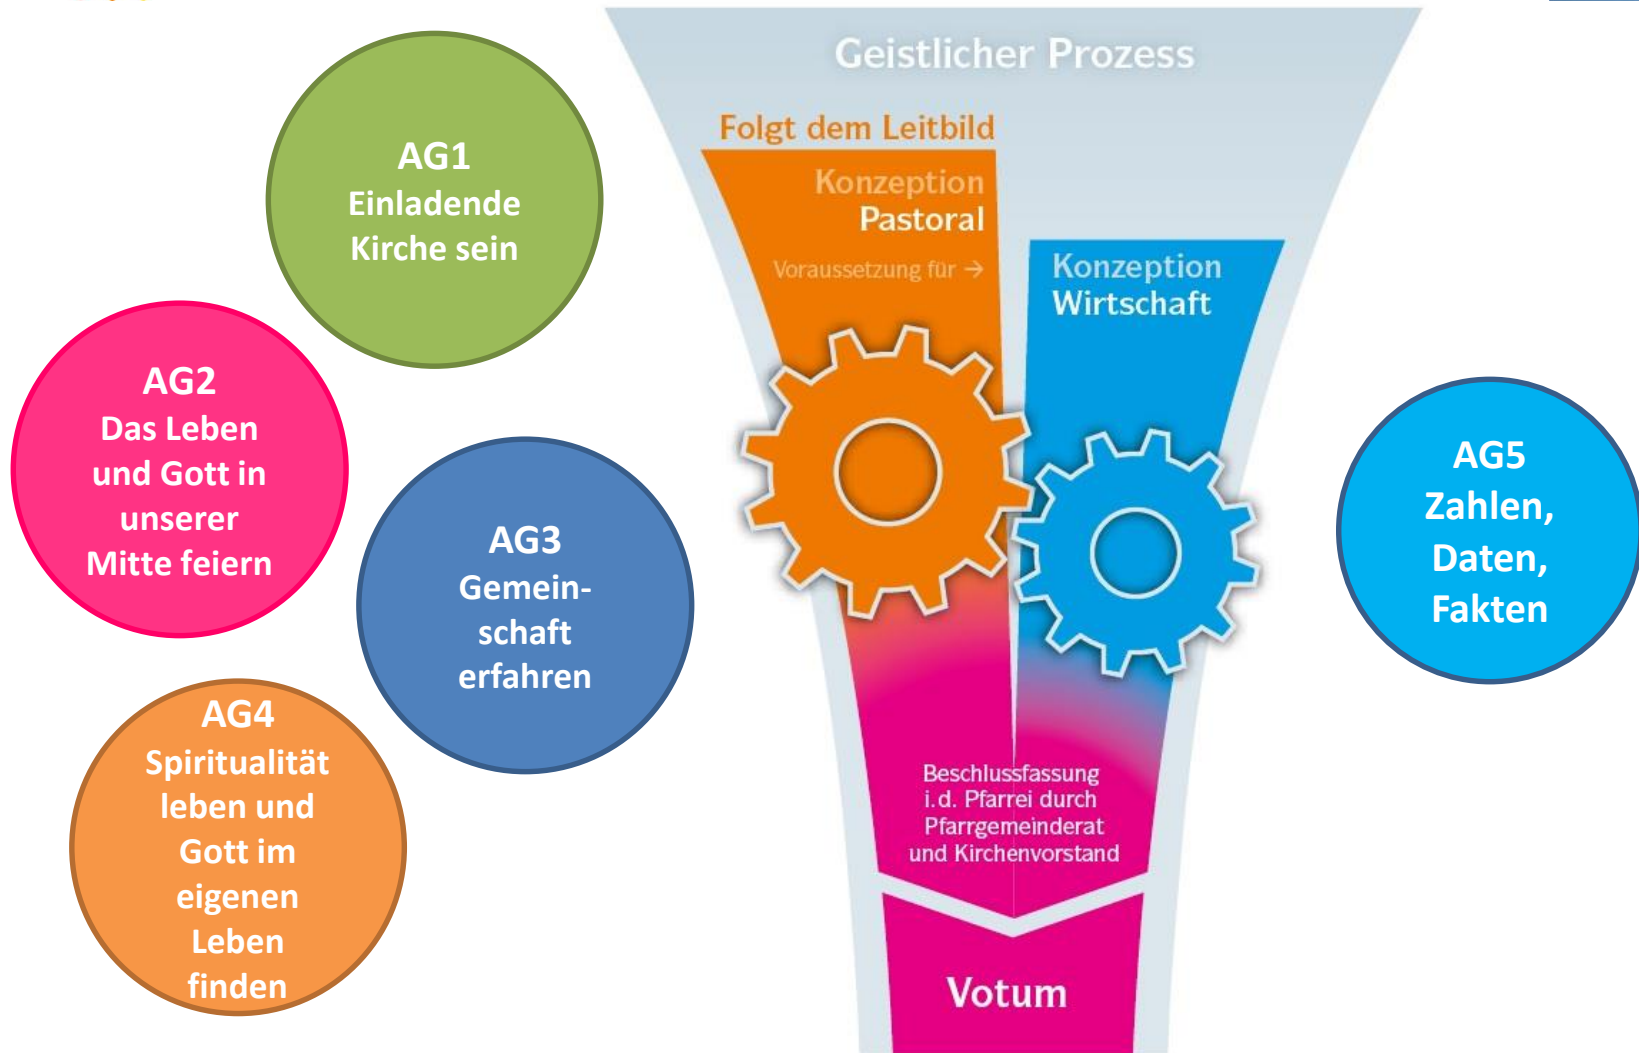 Geistlicher Prozess
Folgt dem Leitbild
Konzeption
Pastoral
Voraussetzung für →
Konzeption
Wirtschaft
Beschlussfassung
i.d. Pfarrei durch
Pfarrgemeinderat
und Kirchenvorstand
Votum
AG1
Einladende
Kirche sein
AG2
Das Leben
und Gott in
unserer
Mitte feiern
AG3
Gemein-
schaft
erfahren
AG4
Spiritualität
leben und
Gott im
eigenen
Leben
finden
AG5
Zahlen,
Daten,
Fakten